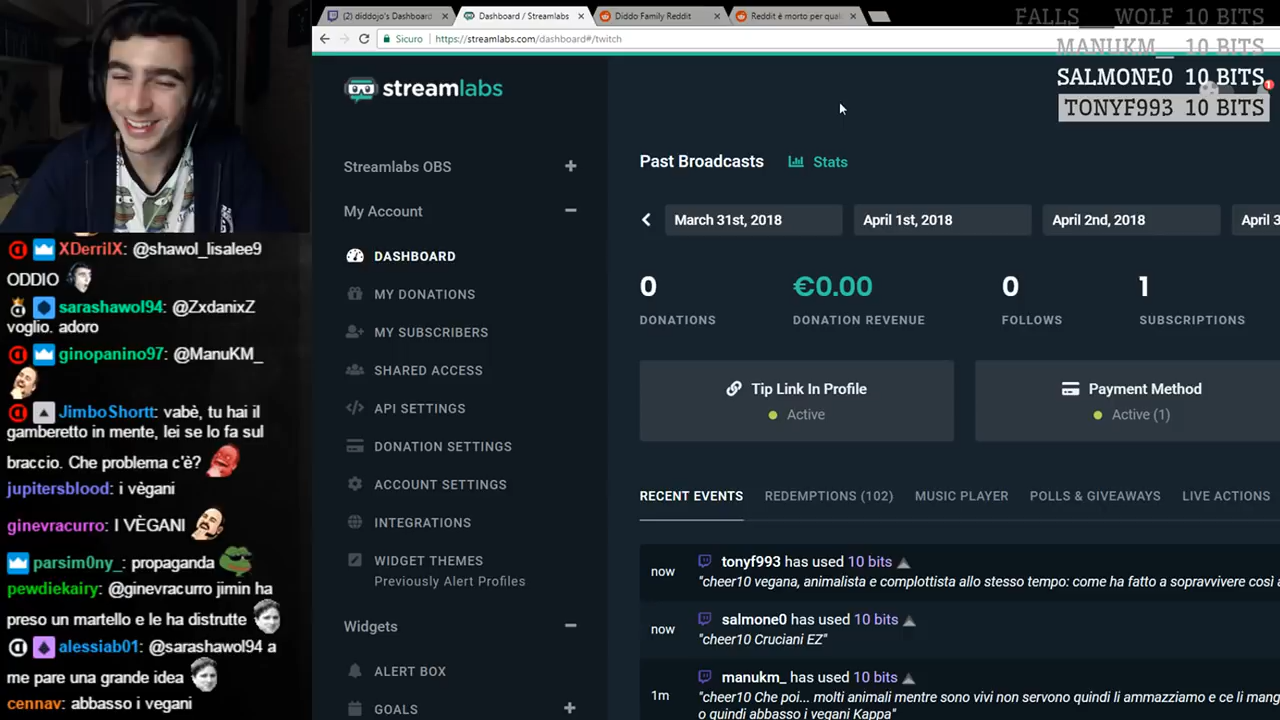 (2) diddojo's Dashboard
Dashboard / Streamlabs
Diddo Family Reddit
Reddit è morto per qual
Sicuro
https://streamlabs.com/dashboard#/twitch
FALLS__WOLF 10 BITS
MANUKM_ 10 BITS
SALMONE0 10 BITS
TONYF993 10 BITS
1
streamlabs
Streamlabs OBS
My Account
DASHBOARD
MY DONATIONS
MY SUBSCRIBERS
SHARED ACCESS
API SETTINGS
DONATION SETTINGS
ACCOUNT SETTINGS
INTEGRATIONS
WIDGET THEMES
Previously Alert Profiles
Widgets
ALERT BOX
GOALS
Past Broadcasts
Stats
March 31st, 2018
April 1st, 2018
April 2nd, 2018
April 3
0 €0.00 0 1
DONATIONS DONATION REVENUE FOLLOWS SUBSCRIPTIONS
Tip Link In Profile
Active
Payment Method
Active (1)
RECENT EVENTS REDEMPTIONS (102) MUSIC PLAYER POLLS & GIVEAWAYS LIVE ACTIONS
now tonyf993 has used 10 bits
"cheer10 vegana, animalista e complottista allo stesso tempo: come ha fatto a sopravvivere così a
now salmone0 has used 10 bits
"cheer10 Cruciani EZ"
1m manukm_ has used 10 bits
"cheer10 Che poi... molti animali mentre sono vivi non servono quindi li ammazziamo e ce li mang
o quindi abbasso i vegani Kappa"
XDerrilX: @shawol_lisalee9
ODDIO
sarashawol94: @ZxdanixZ
voglio. adoro
ginopanino97: @ManuKM_
JimboShortt: vabè, tu hai il
gamberetto in mente, lei se lo fa sul
braccio. Che problema c'è?
jupitersblood: i vègani
ginevracurro: I VÈGANI
parsim0ny_: propaganda
pewdiekairy: @ginevracurro jimin ha
preso un martello e le ha distrutte
alessiab01: @sarashawol94 a
me pare una grande idea
cennav: abbasso i vegani